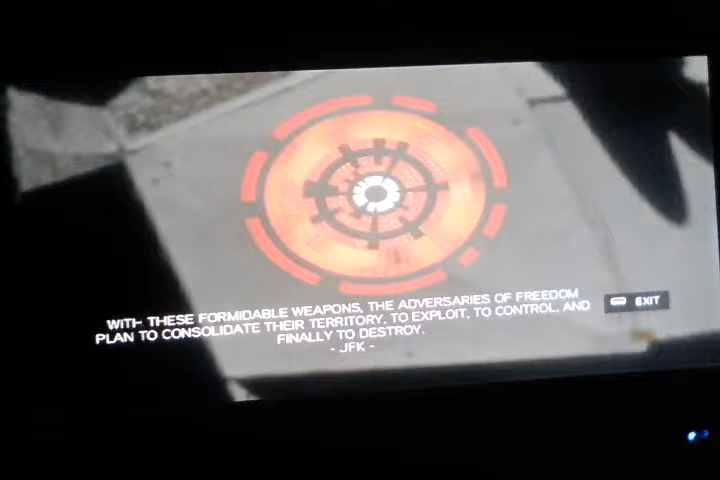 WITH THESE FORMIDABLE WEAPONS, THE ADVERSARIES OF FREEDOM
PLAN TO CONSOLIDATE THEIR TERRITORY, TO EXPLOIT, TO CONTROL, AND
FINALLY TO DESTROY.
- JFK -
EXIT